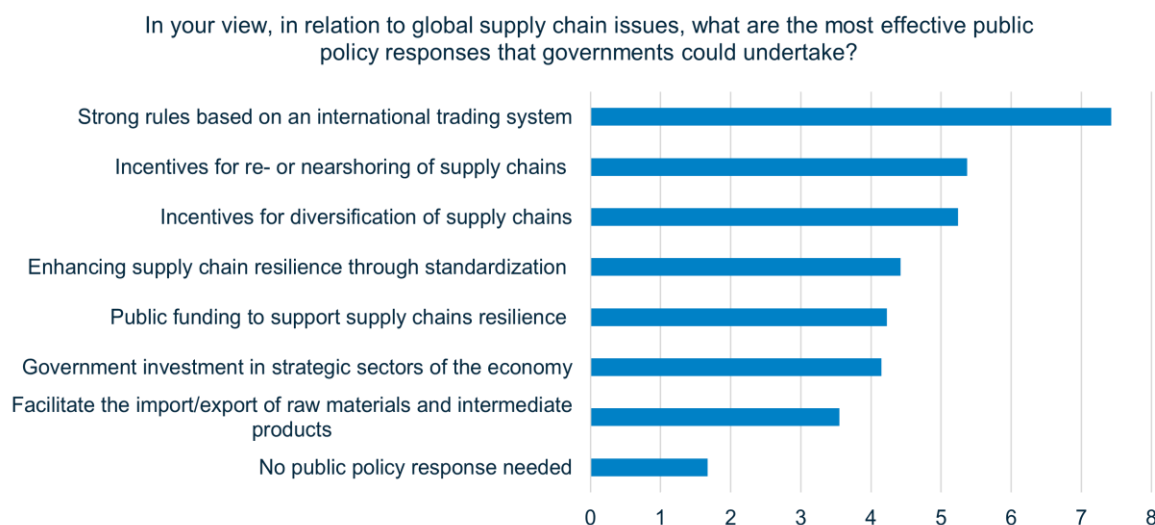 In your view, in relation to global supply chain issues, what are the most effective public
policy responses that governments could undertake?
Strong rules based on an international trading system
Incentives for re- or nearshoring of supply chains
Incentives for diversification of supply chains
Enhancing supply chain resilience through standardization
Public funding to support supply chains resilience
Government investment in strategic sectors of the economy
Facilitate the import/export of raw materials and intermediate
products
No public policy response needed
0 1 2 3 4 5 6 7 8